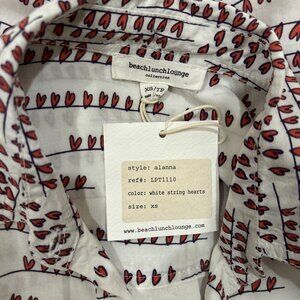 beachlunchlounge
collection
XS/TP
style: alanna
ref#: LPT1110
color: white string hearts
size: xs
www.beachlunchlounge.com